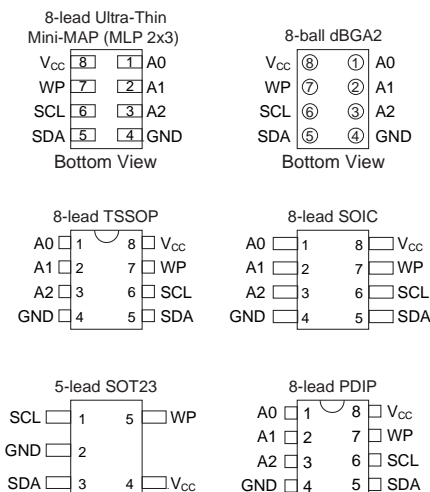 8-lead Ultra-Thin
Mini-MAP (MLP 2x3)
VCC 8 1 A0
WP 7 2 A1
SCL 6 3 A2
SDA 5 4 GND
Bottom View
8-ball dBGA2
VCC 8 1 A0
WP 7 2 A1
SCL 6 3 A2
SDA 5 4 GND
Bottom View
8-lead TSSOP
A0 1 8 VCC
A1 2 7 WP
A2 3 6 SCL
GND 4 5 SDA
8-lead SOIC
A0 1 8 VCC
A1 2 7 WP
A2 3 6 SCL
GND 4 5 SDA
5-lead SOT23
SCL 1 5 WP
GND 2
SDA 3 4 VCC
8-lead PDIP
A0 1 8 VCC
A1 2 7 WP
A2 3 6 SCL
GND 4 5 SDA